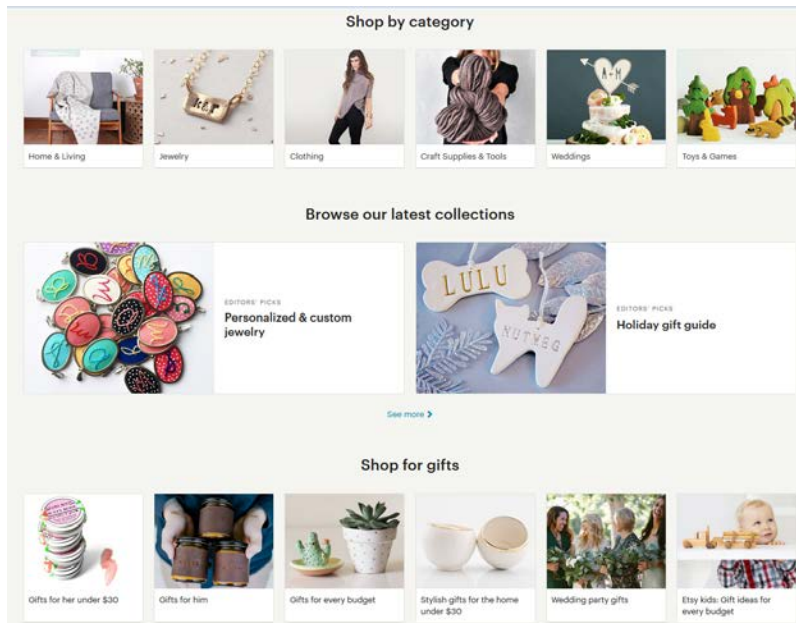 Shop by category
Home & Living
Jewelry
Clothing
Craft Supplies & Tools
Weddings
Toys & Games
A + M
Browse our latest collections
EDITORS' PICKS
Personalized & custom
jewelry
LULU
NUTMEG
EDITORS' PICKS
Holiday gift guide
See more
Shop for gifts
Gifts for her under $30
Gifts for him
Gifts for every budget
Stylish gifts for the home
under $30
Wedding party gifts
Etsy kids: Gift ideas for
every budget